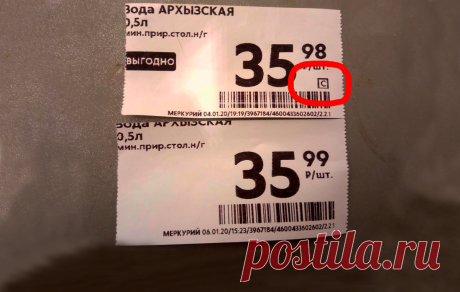 Вода АРХЫЗСКАЯ
0,5л
мин.прир.стол.н/г
ВЫГОДНО
35 98
₽/шт.
С
МЕРКУРИЙ 04.01.20/19:19/3967184/4600433602602/2.2.1
Вода АРХЫЗСКАЯ
0,5л
мин.прир.стол.н/г
35 99
₽/шт.
МЕРКУРИЙ 06.01.20/15:23/3967184/4600433602602/2.2.1
postila.ru